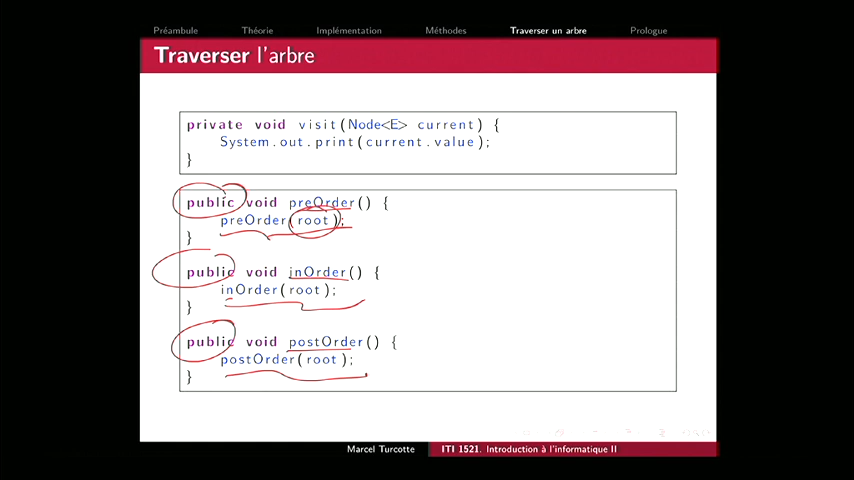 Préambule Théorie Implémentation Méthodes Traverser un arbre Prologue
Traverser l'arbre
private void visit(Node<E> current) {
System.out.print(current.value);
}
public void preOrder() {
preOrder(root);
}
public void inOrder() {
inOrder(root);
}
public void postOrder() {
postOrder(root);
}
Marcel Turcotte ITI 1521. Introduction à l'informatique II